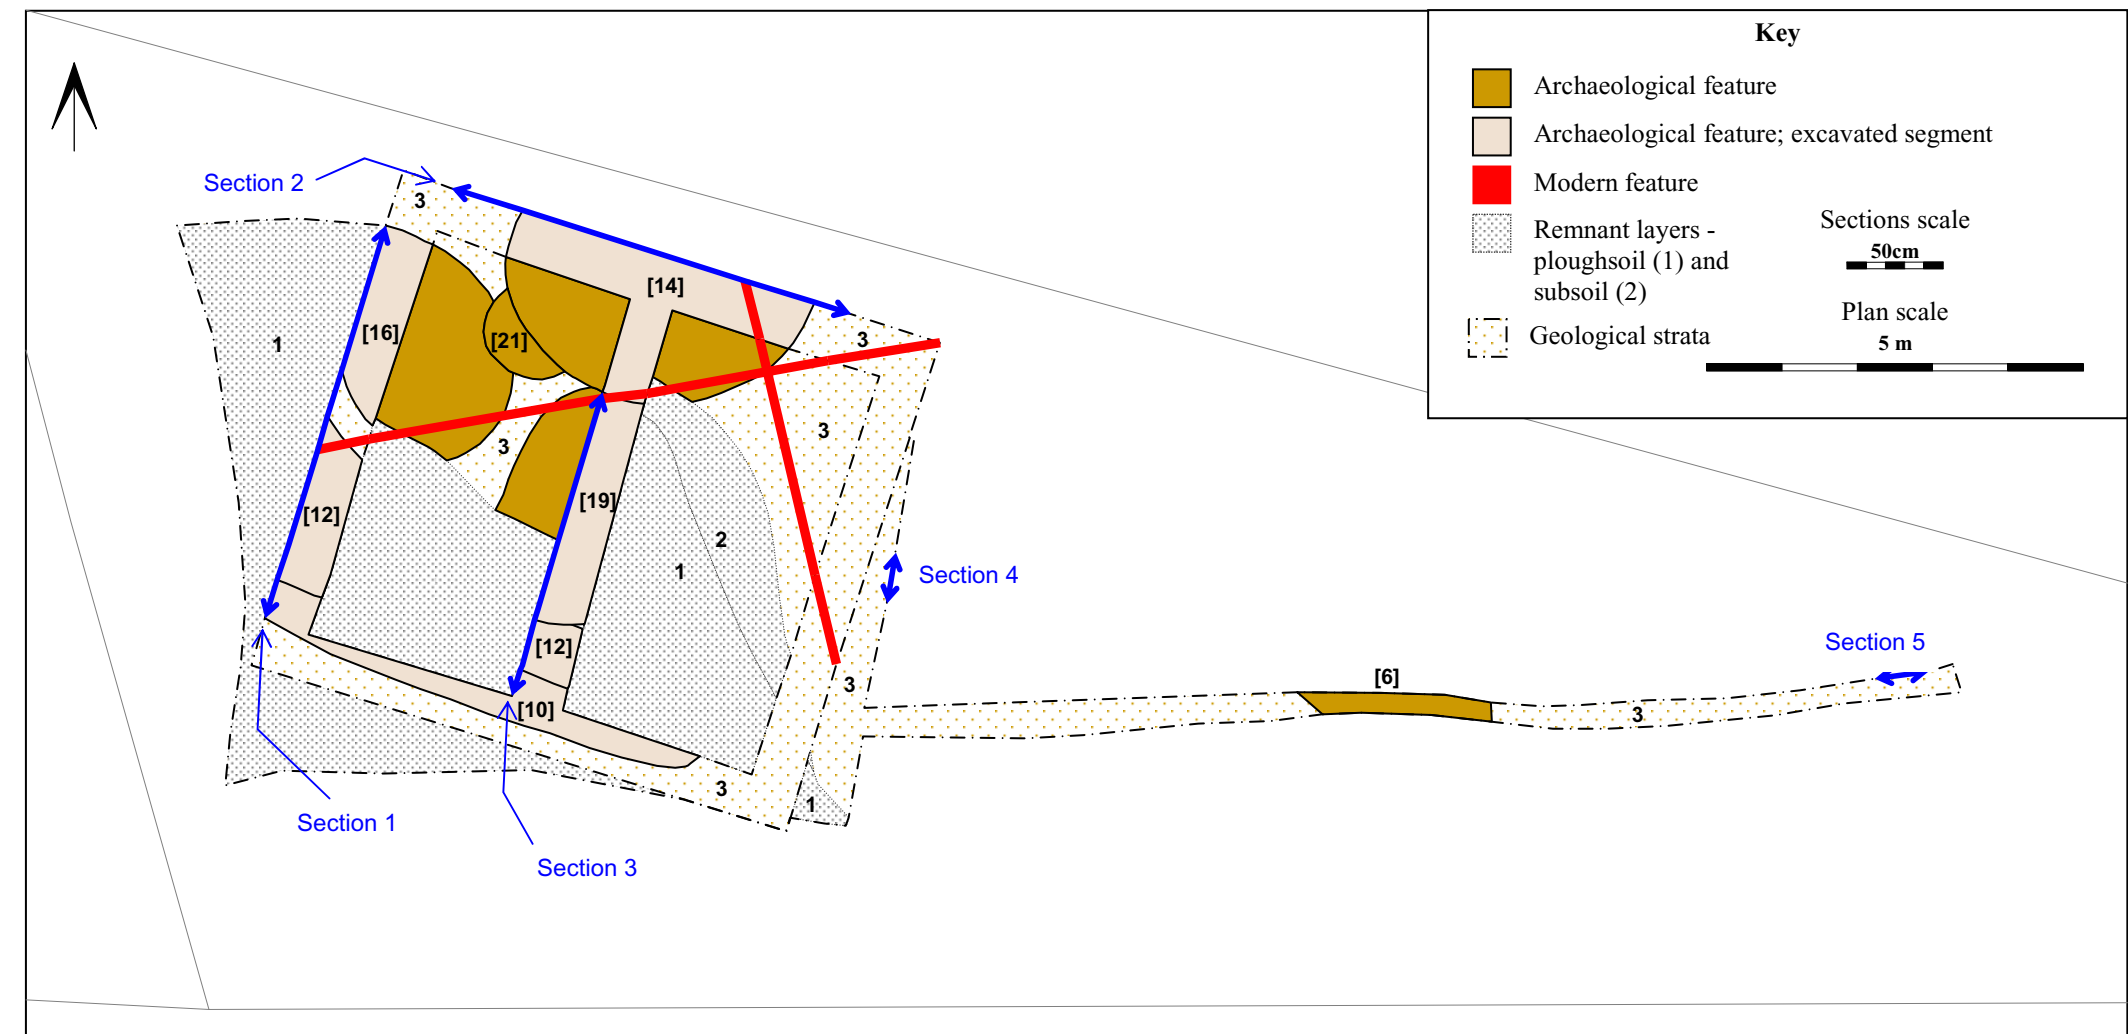 Key
Archaeological feature
Archaeological feature; excavated segment
Modern feature
Remnant layers -
ploughsoil (1) and
subsoil (2)
Geological strata
Sections scale
50cm
Plan scale
5 m
Section 2
3
[14]
[16]
[21]
1
3
3
3
[12]
[19]
2
1
Section 4
[12]
[10]
3
3
1
[6]
3
Section 5
Section 1
Section 3